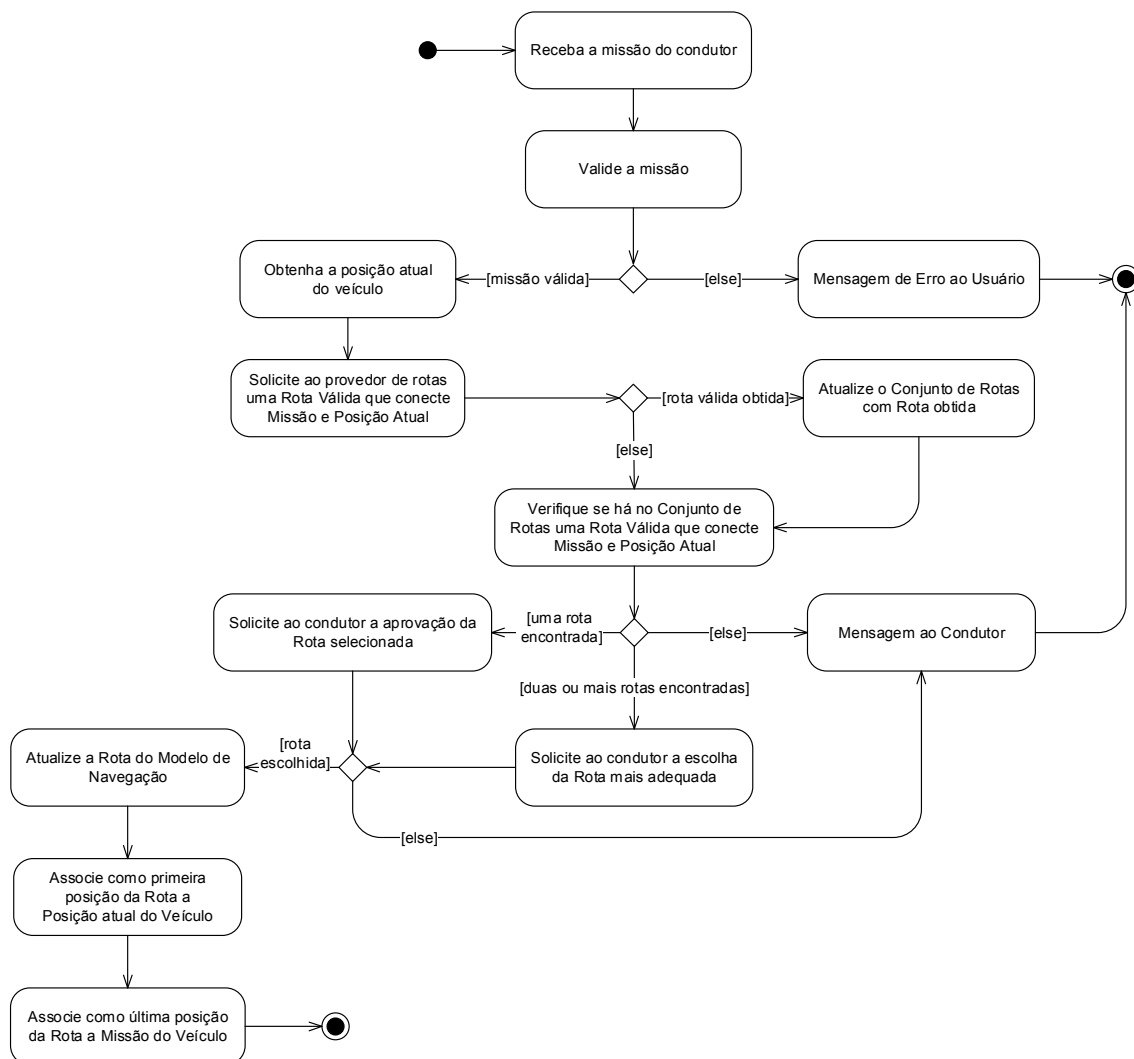 Receba a missão do condutor
Valide a missão
Obtenha a posição atual
do veículo
[missão válida]
[else]
Mensagem de Erro ao Usuário
Solicite ao provedor de rotas
uma Rota Válida que conecte
Missão e Posição Atual
[rota válida obtida]
Atualize o Conjunto de Rotas
com Rota obtida
[else]
Verifique se há no Conjunto de
Rotas uma Rota Válida que conecte
Missão e Posição Atual
Solicite ao condutor a aprovação da
Rota selecionada
[uma rota
encontrada]
[else]
Mensagem ao Condutor
[duas ou mais rotas encontradas]
Atualize a Rota do Modelo de
Navegação
[rota
escolhida]
Solicite ao condutor a escolha
da Rota mais adequada
[else]
Associe como primeira
posição da Rota a
Posição atual do Veículo
Associe como última posição
da Rota a Missão do Veículo